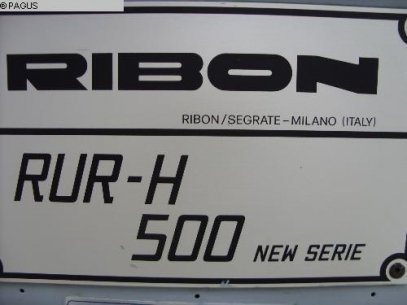 © PAGUS
RIBON
RIBON/SEGRATE-MILANO (ITALY)
RUR-H
500 NEW SERIE